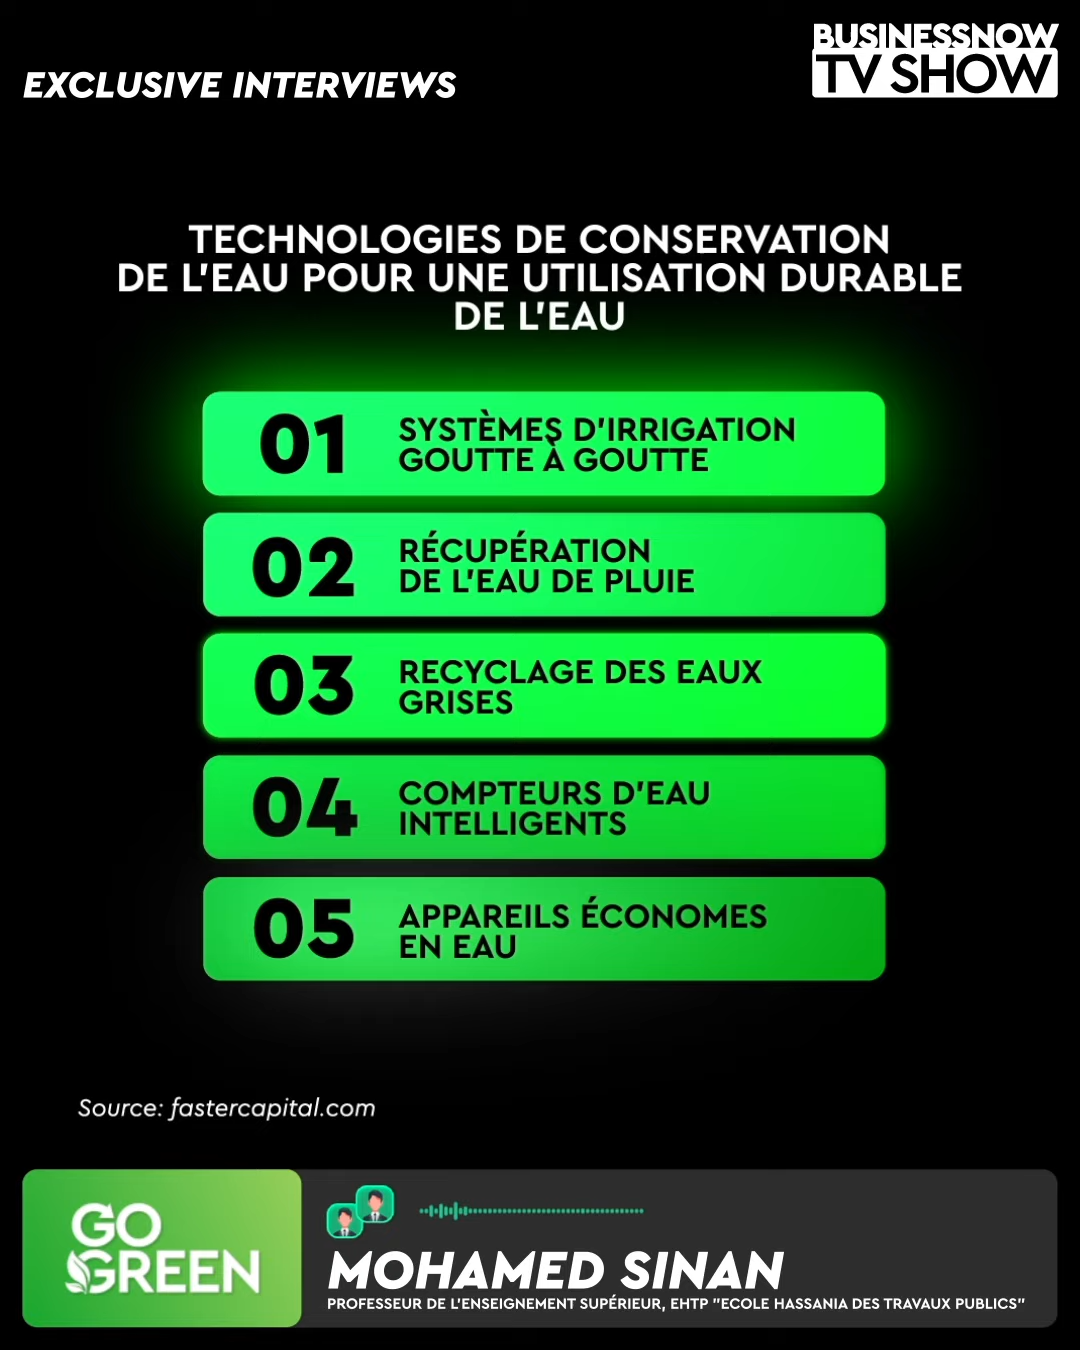 BUSINESSNOW
TV SHOW
EXCLUSIVE INTERVIEWS
TECHNOLOGIES DE CONSERVATION
DE L'EAU POUR UNE UTILISATION DURABLE
DE L'EAU
01
SYSTÈMES D'IRRIGATION
GOUTTE À GOUTTE
02
RÉCUPÉRATION
DE L'EAU DE PLUIE
03
RECYCLAGE DES EAUX
GRISES
04
COMPTEURS D'EAU
INTELLIGENTS
05
APPAREILS ÉCONOMES
EN EAU
Source: fastercapital.com
GO
GREEN
MOHAMED SINAN
PROFESSEUR DE L'ENSEIGNEMENT SUPÉRIEUR, EHTP "ECOLE HASSANIA DES TRAVAUX PUBLICS"